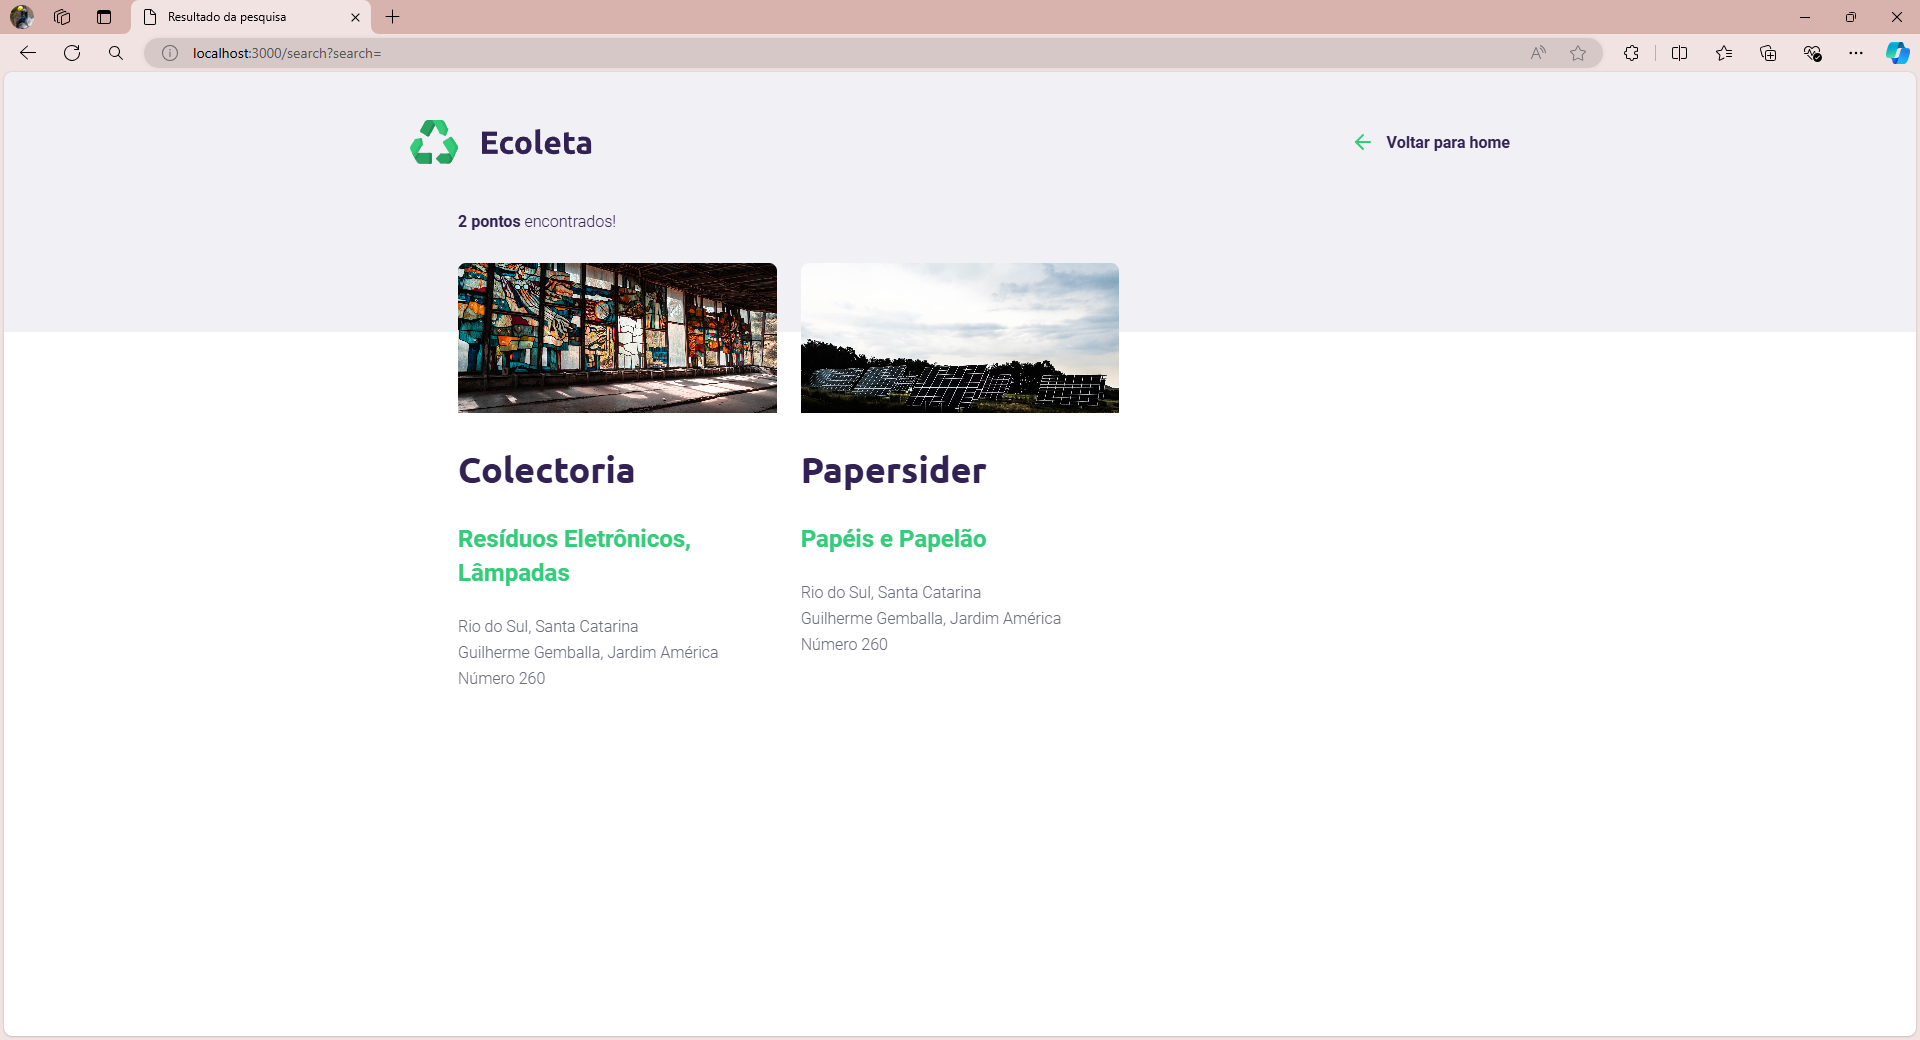 Resultado da pesquisa
localhost:3000/search?search=
Ecoleta
Voltar para home
2 pontos encontrados!
Colectoria
Resíduos Eletrônicos,
Lâmpadas
Rio do Sul, Santa Catarina
Guilherme Gemballa, Jardim América
Número 260
Papersider
Papéis e Papelão
Rio do Sul, Santa Catarina
Guilherme Gemballa, Jardim América
Número 260